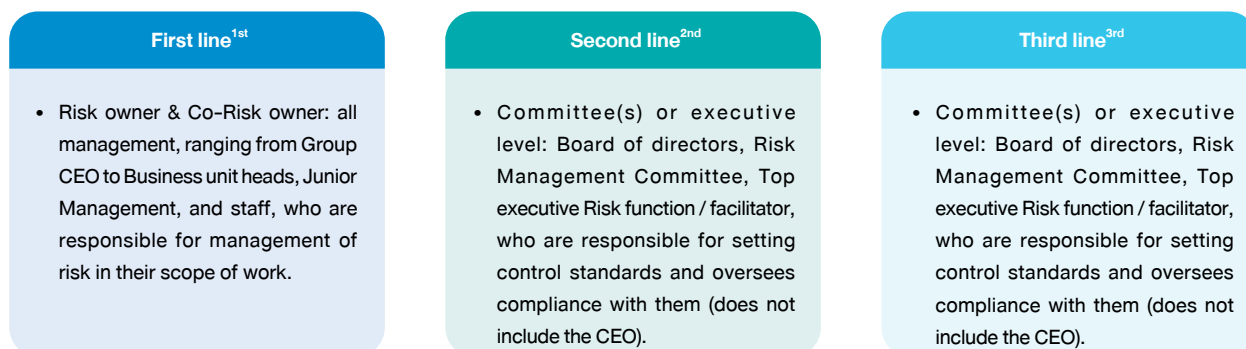 First line1st
• Risk owner & Co-Risk owner: all
management, ranging from Group
CEO to Business unit heads, Junior
Management, and staff, who are
responsible for management of
risk in their scope of work.
Second line2nd
• Committee(s) or executive
level: Board of directors, Risk
Management Committee, Top
executive Risk function / facilitator,
who are responsible for setting
control standards and oversees
compliance with them (does not
include the CEO).
Third line3rd
• Committee(s) or executive
level: Board of directors, Risk
Management Committee, Top
executive Risk function / facilitator,
who are responsible for setting
control standards and oversees
compliance with them (does not
include the CEO).